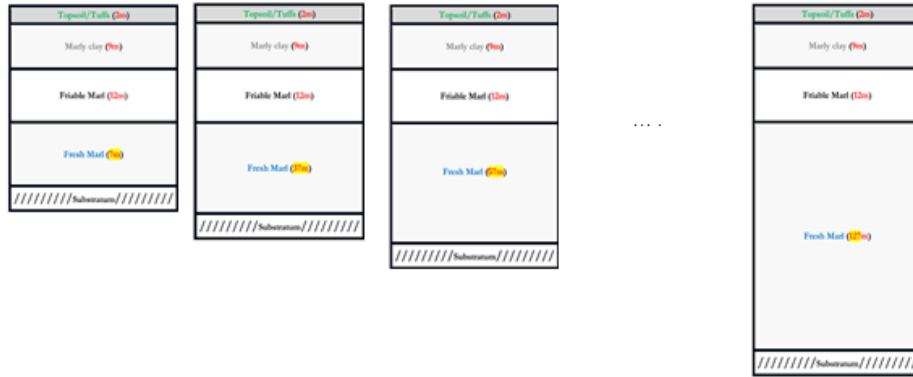 Topsoil/Tuffs (2m)
Marly clay (9m)
Friable Marl (12m)
Fresh Marl (7m)
/////////Substratum/////////
Topsoil/Tuffs (2m)
Marly clay (9m)
Friable Marl (12m)
Fresh Marl (37m)
/////////Substratum/////////
Topsoil/Tuffs (2m)
Marly clay (9m)
Friable Marl (12m)
Fresh Marl (57m)
/////////Substratum/////////
... .
Topsoil/Tuffs (2m)
Marly clay (9m)
Friable Marl (12m)
Fresh Marl (127m)
/////////Substratum/////////